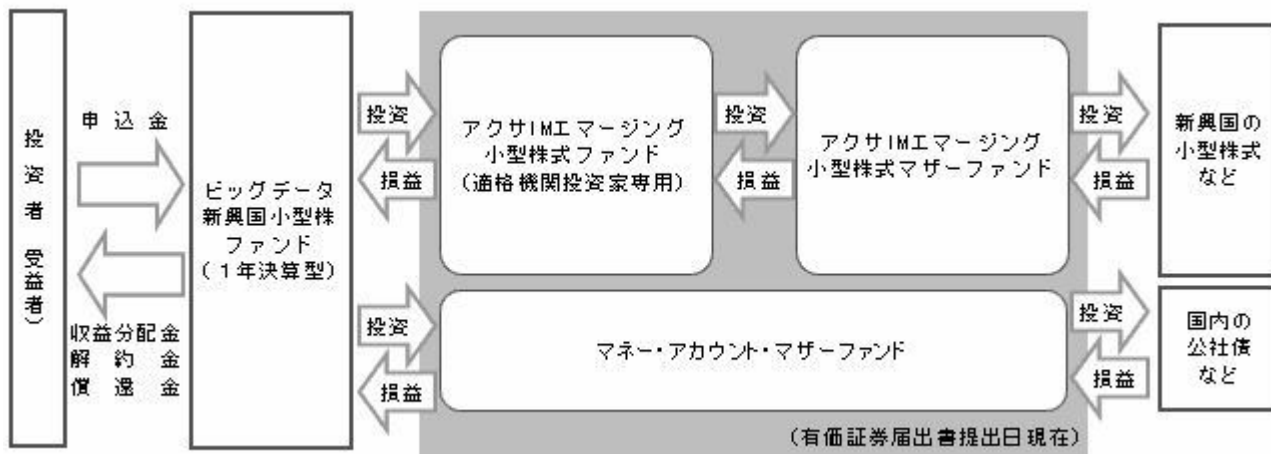 投資者 受益者）
申込金
収益分配金
解約金
償還金
ビッグデータ
新興国小型株
ファンド
（１年決算型）
投資
損益
アクサIMエマージング
小型株式ファンド
（適格機関投資家専用）
投資
損益
アクサIMエマージング
小型株式マザーファンド
投資
損益
新興国の
小型株式
など
投資
損益
マネー・アカウント・マザーファンド
投資
損益
国内の
公社債
など
（有価証券届出書提出日現在）